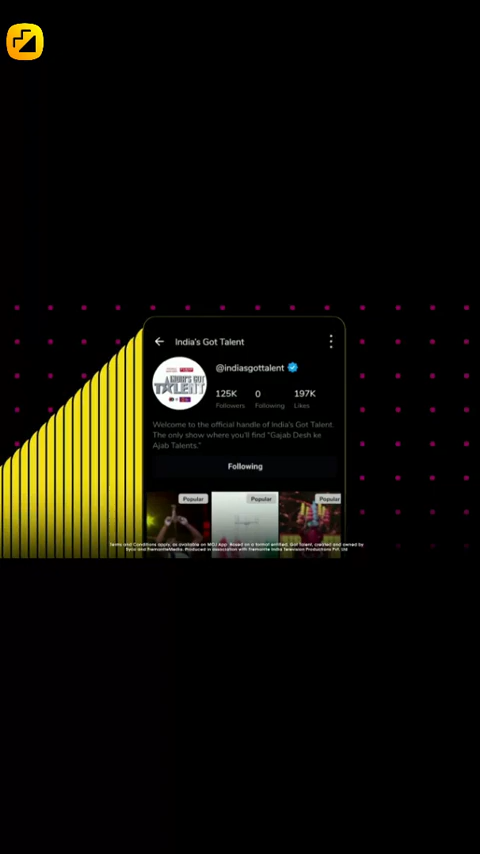 India's Got Talent
@indiasgottalent
INDIA'S GOT
TALENT
125K 0 197K
Followers Following Likes
Welcome to the official handle of India's Got Talent.
The only show where you'll find "Gajab Desh ke
Ajab Talents."
Following
Popular Popular Popular
Terms and Conditions apply, as available on MOJ App. Based on a format entitled, Got Talent, created and owned by
Syco and FremantleMedia. Produced in association with Fremantle India Television Productions Pvt. Ltd